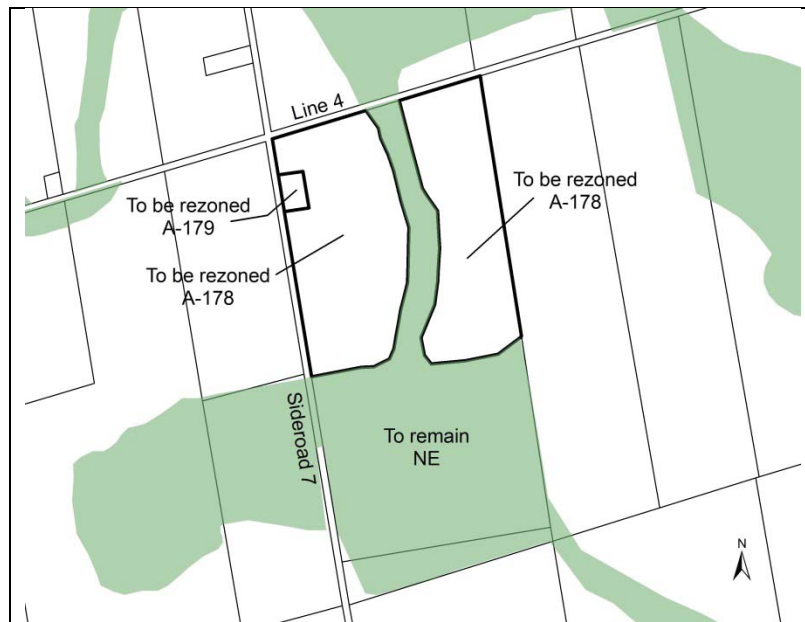 Line 4
To be rezoned
A-179
To be rezoned
A-178
To be rezoned
A-178
Sideroad 7
To remain
NE
N